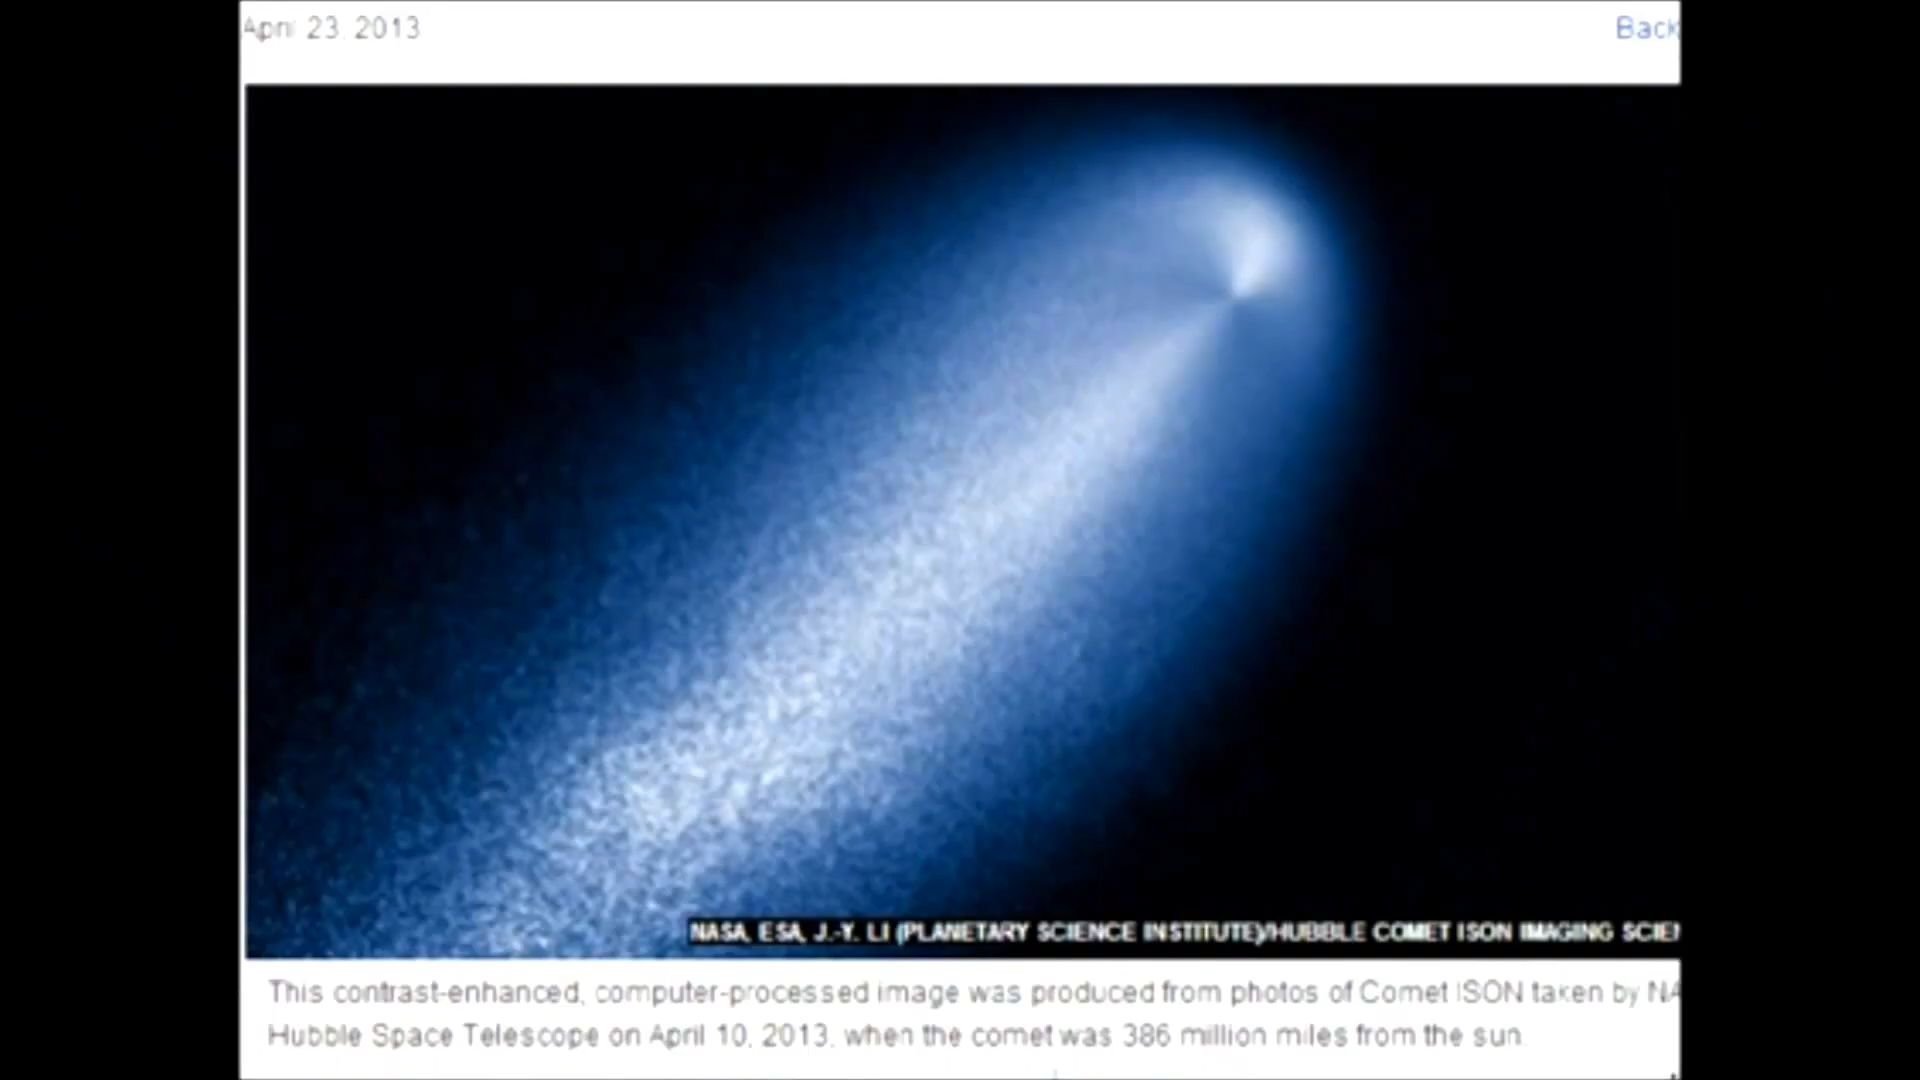 April 23, 2013
Back
NASA, ESA, J.-Y. LI (PLANETARY SCIENCE INSTITUTE)/HUBBLE COMET ISON IMAGING SCIEN
This contrast-enhanced, computer-processed image was produced from photos of Comet ISON taken by NA
Hubble Space Telescope on April 10, 2013, when the comet was 386 million miles from the sun.